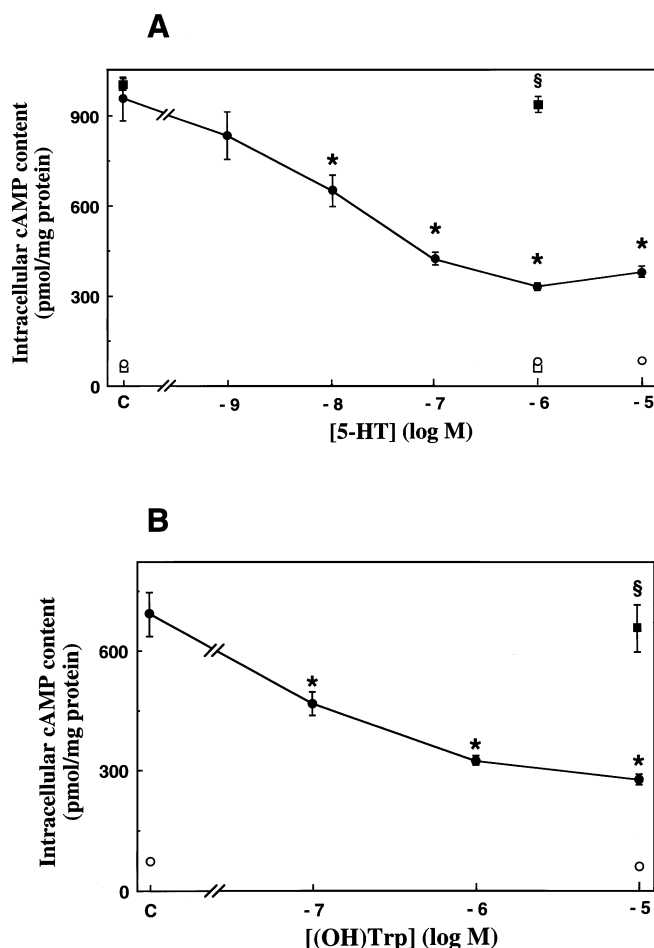 A
Intracellular cAMP content
(pmol/mg protein)
900
600
300
0
§
*
*
*
*
C
- 9
- 8
- 7
- 6
- 5
[5-HT] (log M)
B
Intracellular cAMP content
(pmol/mg protein)
600
300
0
§
*
*
*
C
- 7
- 6
- 5
[(OH)Trp] (log M)